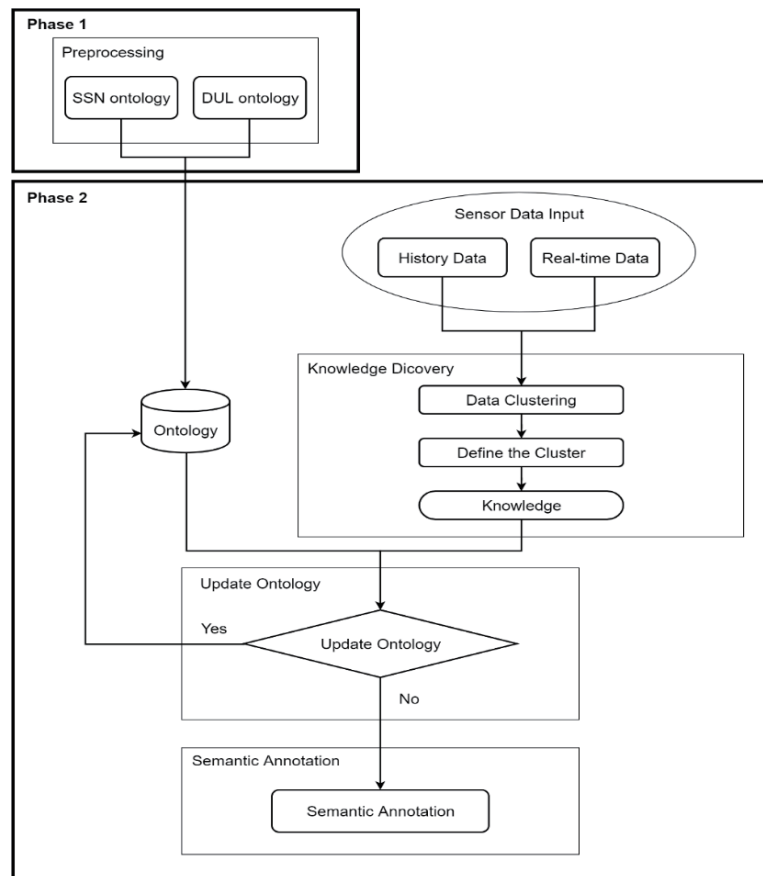 Phase 1
Preprocessing
SSN ontology
DUL ontology
Phase 2
Sensor Data Input
History Data
Real-time Data
Knowledge Dicovery
Data Clustering
Define the Cluster
Knowledge
Ontology
Update Ontology
Yes
Update Ontology
No
Semantic Annotation
Semantic Annotation